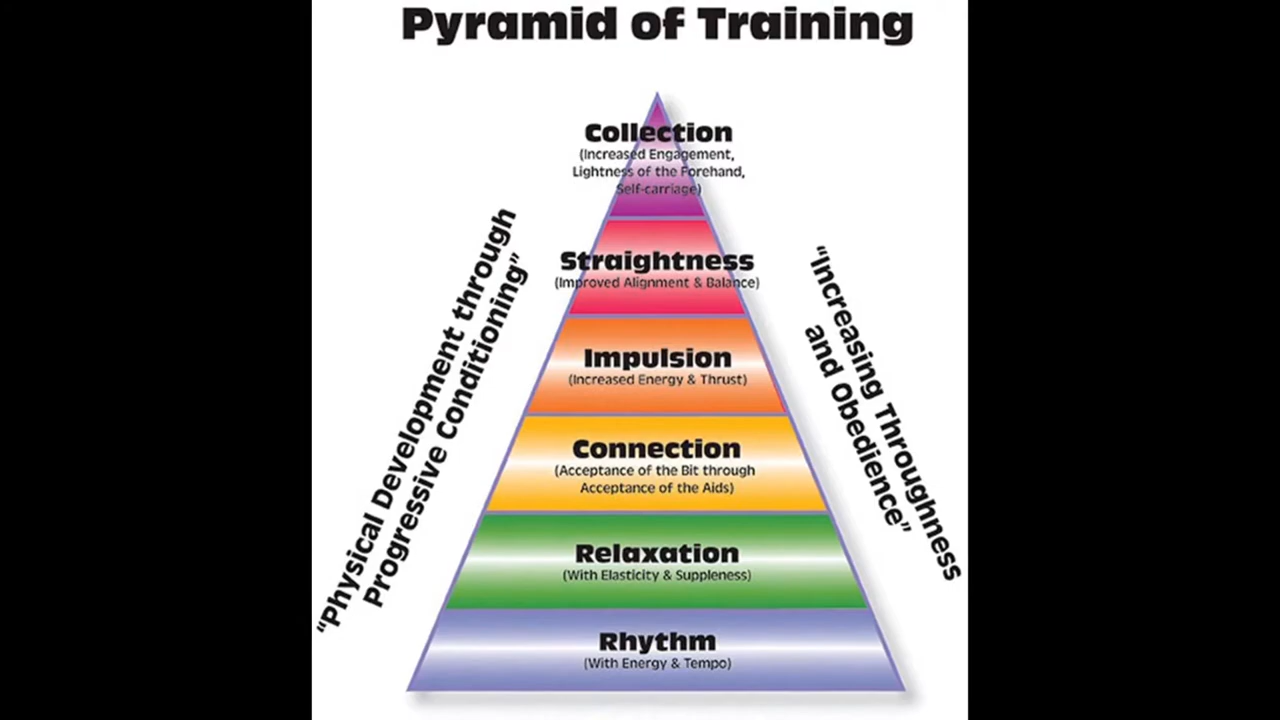 Pyramid of Training
Collection
(Increased Engagement,
Lightness of the Forehand,
Self-carriage)
Straightness
(Improved Alignment & Balance)
Impulsion
(Increased Energy & Thrust)
Connection
(Acceptance of the Bit through
Acceptance of the Aids)
Relaxation
(With Elasticity & Suppleness)
Rhythm
(With Energy & Tempo)
“Physical Development through
Progressive Conditioning”
“Increasing Throughness
and Obedience”